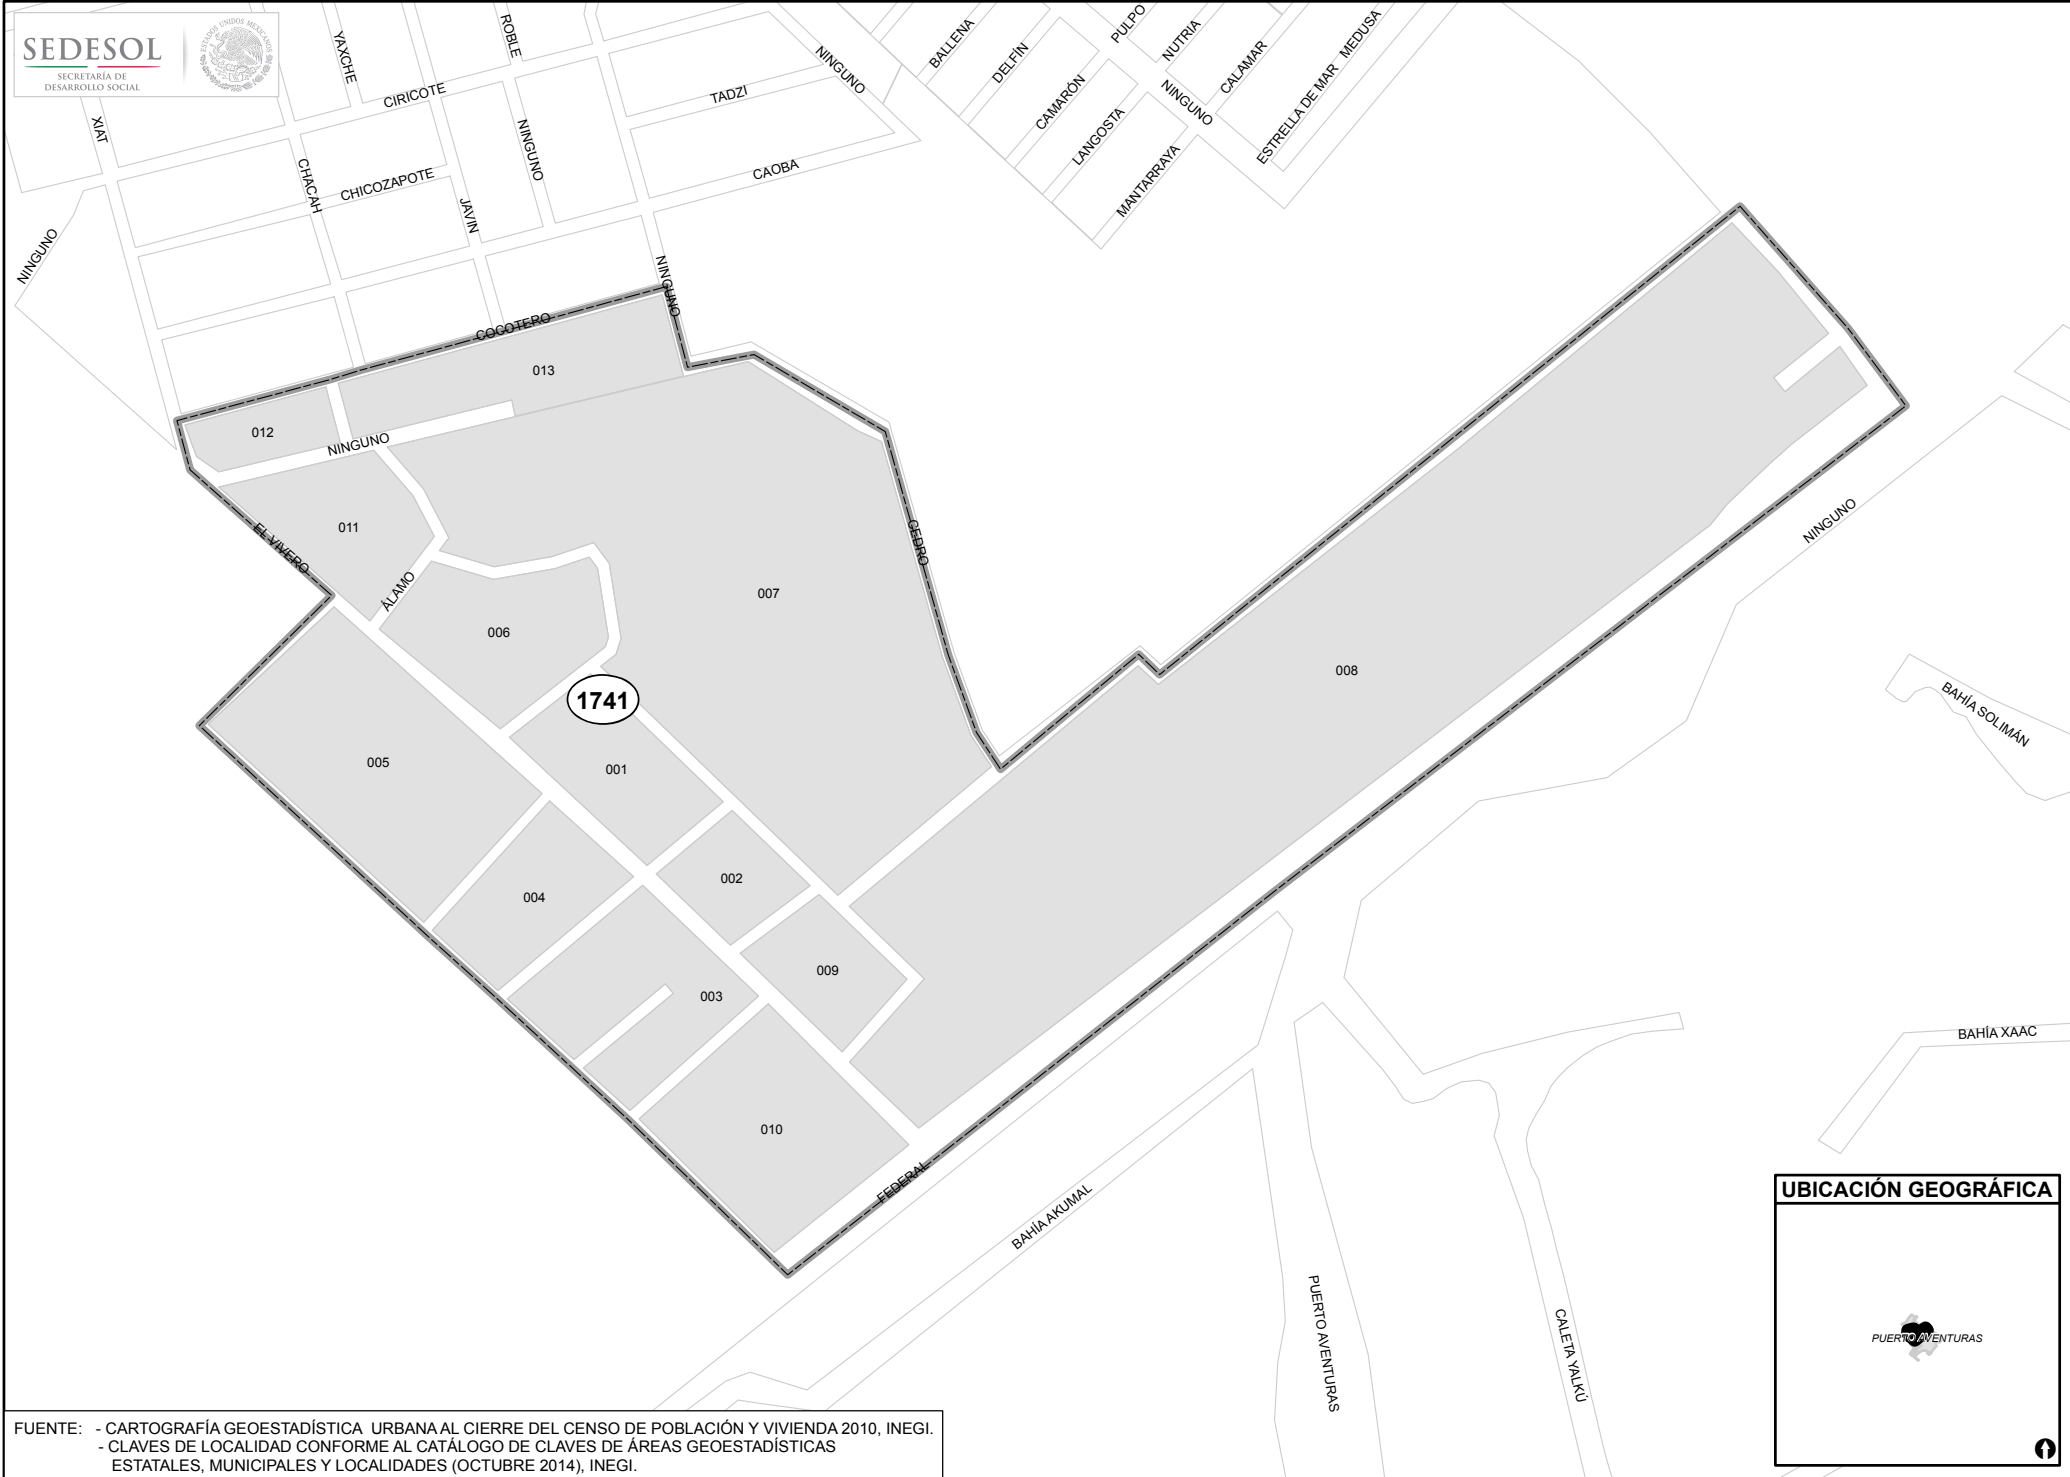 SEDESOL
SECRETARÍA DE
DESARROLLO SOCIAL
ESTADOS UNIDOS MEXICANOS
YAXCHE
ROBLE
CIRICOTE
XIAT
NINGUNO
TADZI
NINGUNO
CHACAH
CHICOZAPOTE
CAOBA
JAVIN
NINGUNO
NINGUNO
BALLENA
DELFÍN
PULPO
NUTRIA
CAMARÓN
CALAMAR
MEDUSA
ESTRELLA DE MAR
NINGUNO
LANGOSTA
MANTARRAYA
COCOTERO
013
012
NINGUNO
011
EL VIVERO
ÁLAMO
CEDRO
007
006
008
NINGUNO
1741
BAHÍA SOLIMÁN
005
001
002
004
009
003
BAHÍA XAAC
010
FEDERAL
BAHÍA AKUMAL
PUERTO AVENTURAS
CALETA YALKÚ
UBICACIÓN GEOGRÁFICA
PUERTO AVENTURAS
FUENTE: - CARTOGRAFÍA GEOESTADÍSTICA URBANA AL CIERRE DEL CENSO DE POBLACIÓN Y VIVIENDA 2010, INEGI.
- CLAVES DE LOCALIDAD CONFORME AL CATÁLOGO DE CLAVES DE ÁREAS GEOESTADÍSTICAS
ESTATALES, MUNICIPALES Y LOCALIDADES (OCTUBRE 2014), INEGI.